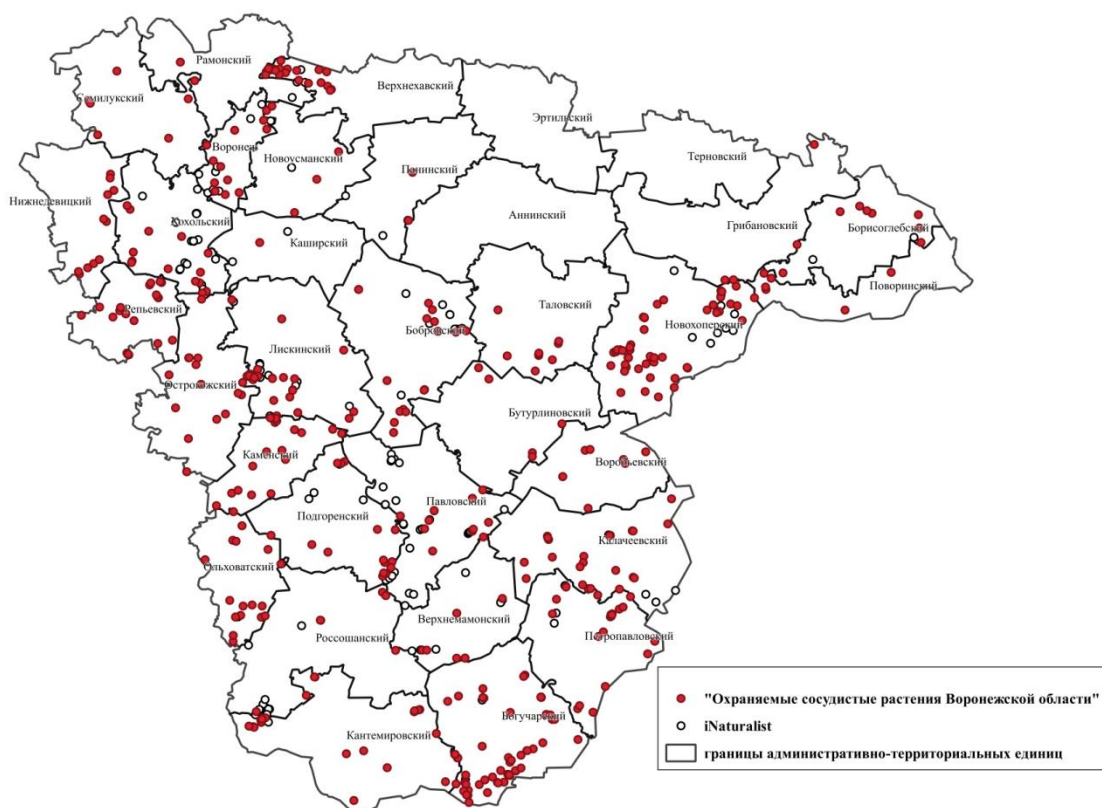 Рамонский
Верхнехавский
Семилукский
Эртильский
Воронеж
Новоусманский
Терновский
Панинский
Нижнедевицкий
Хохольский
Аннинский
Грибановский
Каширский
Борисоглебский
Поворинский
Репьевский
Таловский
Бобровский
Новохоперский
Лискинский
Острогожский
Бутурлиновский
Каменский
Воробьевский
Павловский
Подгоренский
Калачеевский
Ольховатский
Верхнемамонский
Россошанский
Петропавловский
Богучарский
Кантемировский
"Охраняемые сосудистые растения Воронежской области"
iNaturalist
границы административно-территориальных единиц